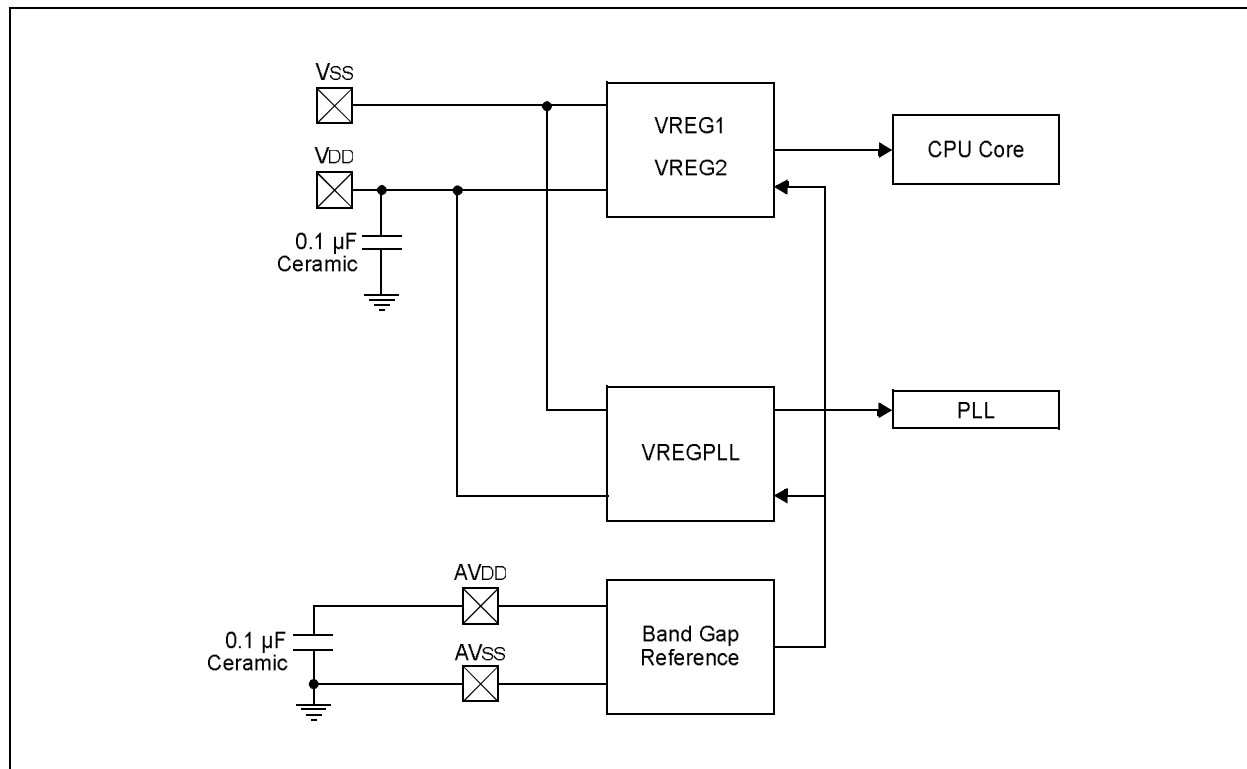 VSS
VREG1
VREG2
CPU Core
VDD
0.1 µF
Ceramic
VREGPLL
PLL
AVDD
0.1 µF
Ceramic
AVSS
Band Gap
Reference